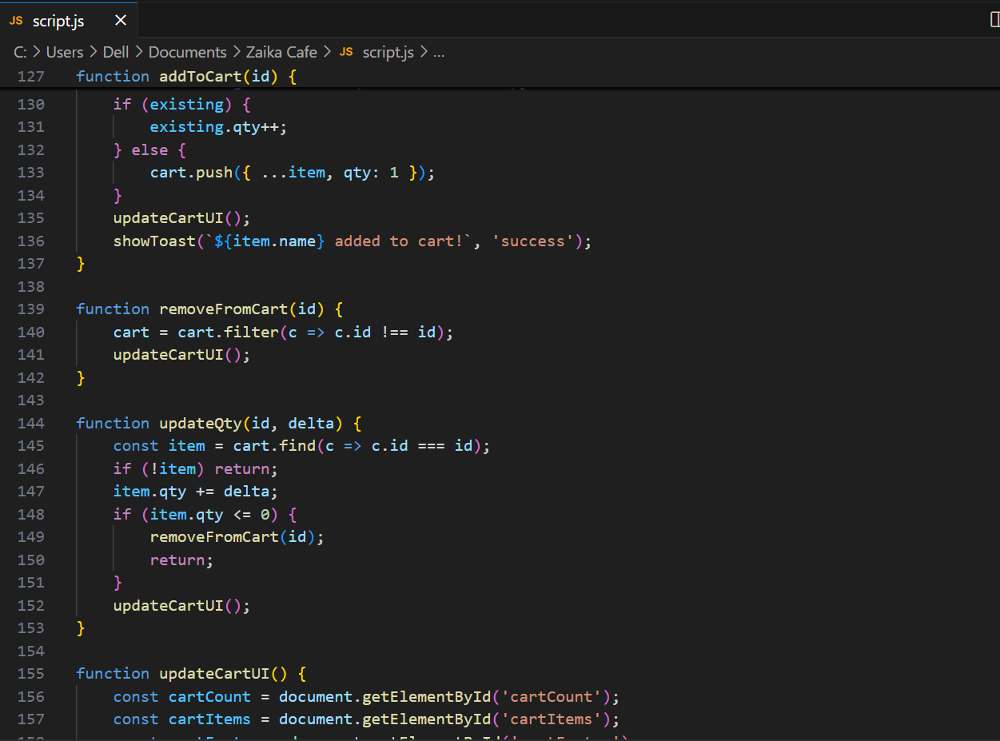 JS script.js ×
C: > Users > Dell > Documents > Zaika Cafe > JS script.js > ...
127 function addToCart(id) {
130 if (existing) {
131 existing.qty++;
132 } else {
133 cart.push({ ...item, qty: 1 });
134 }
135 updateCartUI();
136 showToast(`${item.name} added to cart!`, 'success');
137 }
138
139 function removeFromCart(id) {
140 cart = cart.filter(c => c.id !== id);
141 updateCartUI();
142 }
143
144 function updateQty(id, delta) {
145 const item = cart.find(c => c.id === id);
146 if (!item) return;
147 item.qty += delta;
148 if (item.qty <= 0) {
149 removeFromCart(id);
150 return;
151 }
152 updateCartUI();
153 }
154
155 function updateCartUI() {
156 const cartCount = document.getElementById('cartCount');
157 const cartItems = document.getElementById('cartItems');